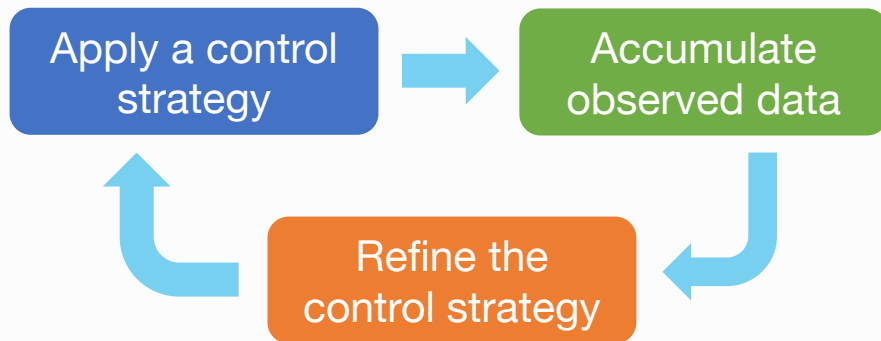 Apply a control
strategy
Accumulate
observed data
Refine the
control strategy